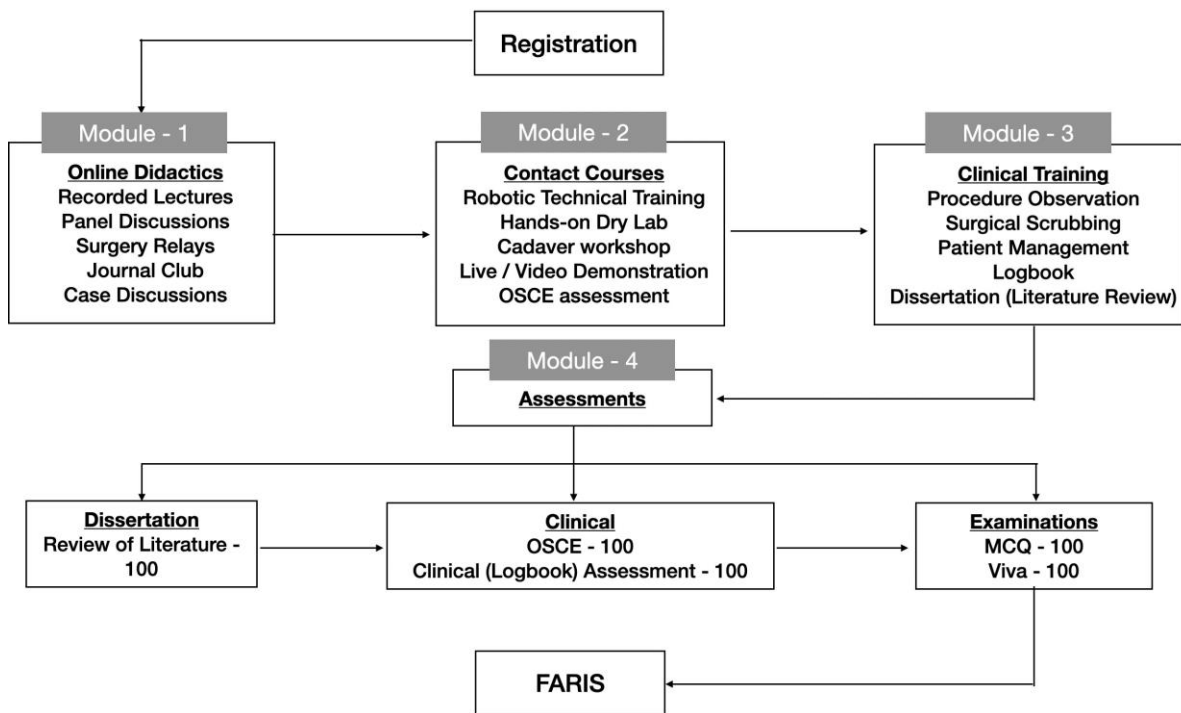 Registration
Module - 1
Online Didactics
Recorded Lectures
Panel Discussions
Surgery Relays
Journal Club
Case Discussions
Module - 2
Contact Courses
Robotic Technical Training
Hands-on Dry Lab
Cadaver workshop
Live / Video Demonstration
OSCE assessment
Module - 3
Clinical Training
Procedure Observation
Surgical Scrubbing
Patient Management
Logbook
Dissertation (Literature Review)
Module - 4
Assessments
Dissertation
Review of Literature -
100
Clinical
OSCE - 100
Clinical (Logbook) Assessment - 100
Examinations
MCQ - 100
Viva - 100
FARIS